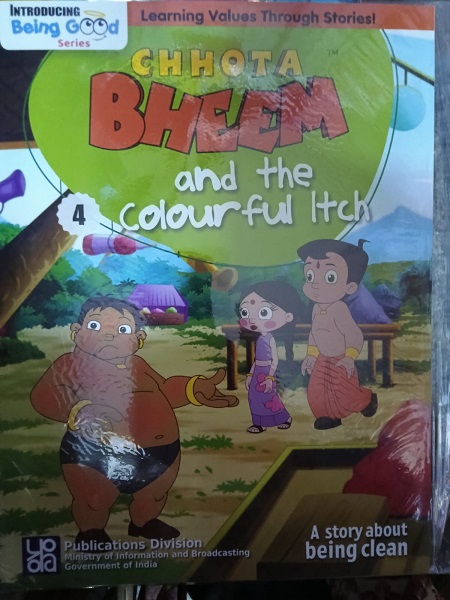 INTRODUCING
Being Good
Series
Learning Values Through Stories!
CHHOTA
TM
BHEEM
and the
4
Colourful Itch
Publications Division
Ministry of Information and Broadcasting
Government of India
A story about
being clean